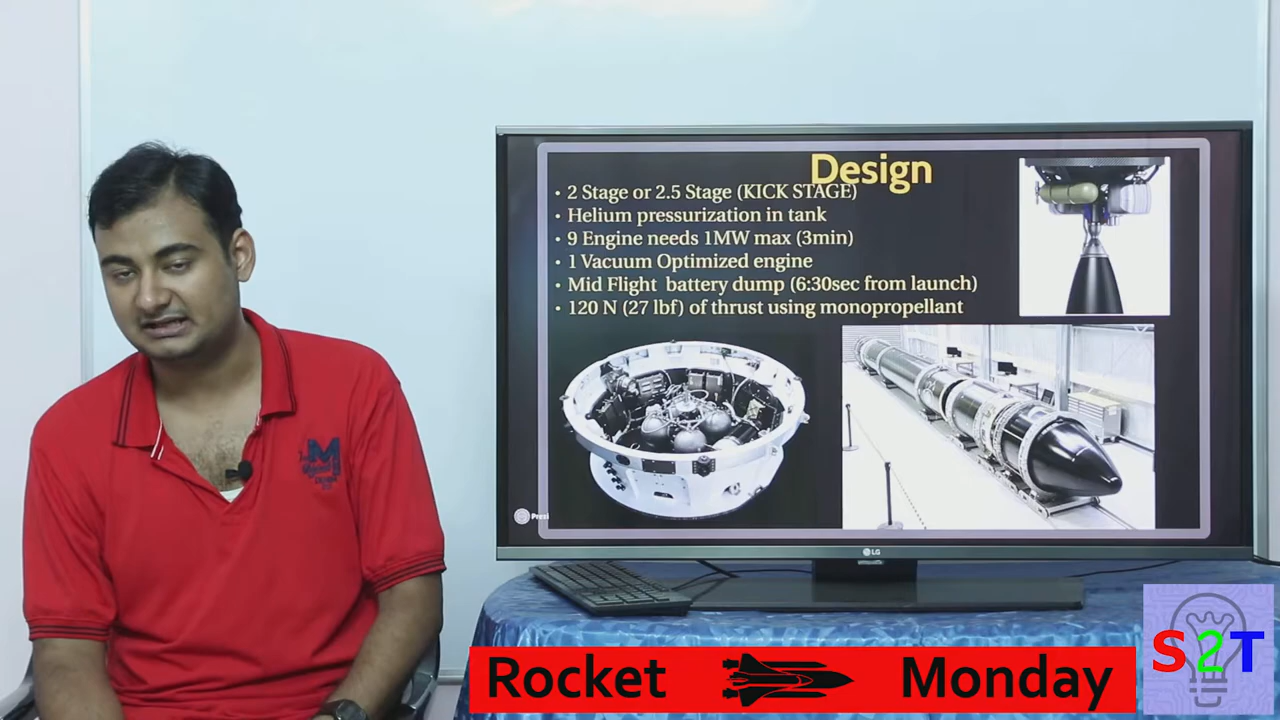 Design
• 2 Stage or 2.5 Stage (KICK STAGE)
• Helium pressurization in tank
• 9 Engine needs 1MW max (3min)
• 1 Vacuum Optimized engine
• Mid Flight battery dump (6:30sec from launch)
• 120 N (27 lbf) of thrust using monopropellant
Prezi
LG
Rocket Monday
S2T